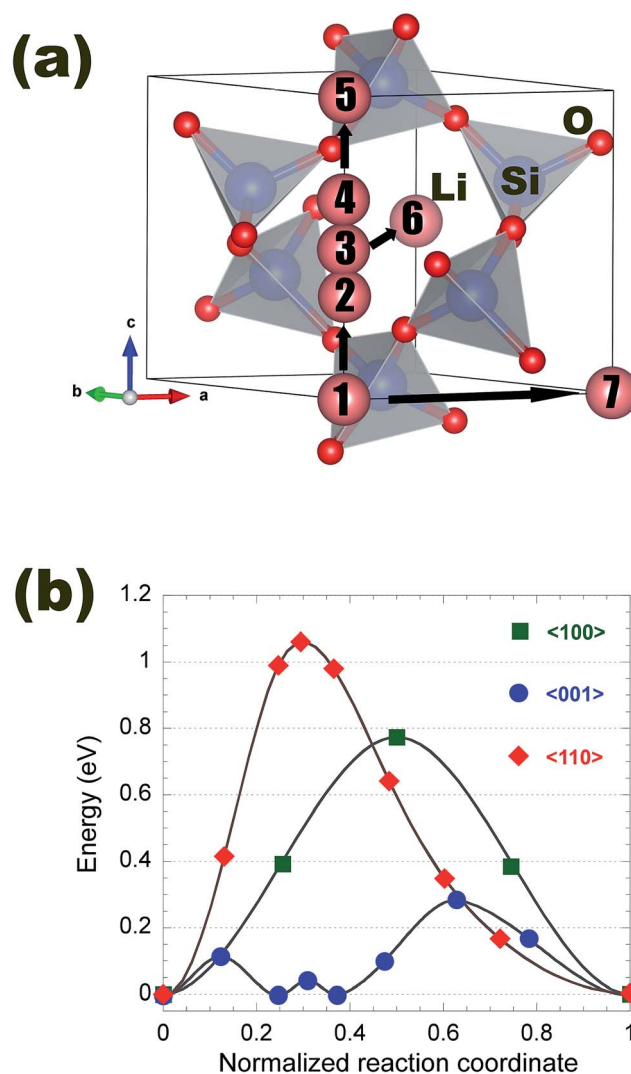 (a)
5
O
4
Li
Si
6
3
2
c
b
a
1
7
(b)
1.2
<100>
1
<001>
0.8
<110>
0.6
Energy (eV)
0.4
0.2
0
0 0.2 0.4 0.6 0.8 1
Normalized reaction coordinate